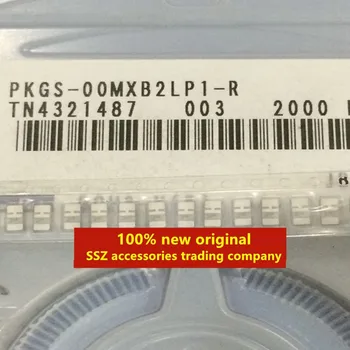 PKGS-00MXB2LP1-R
TN4321487 003 2000
100% new original
SSZ accessories trading company